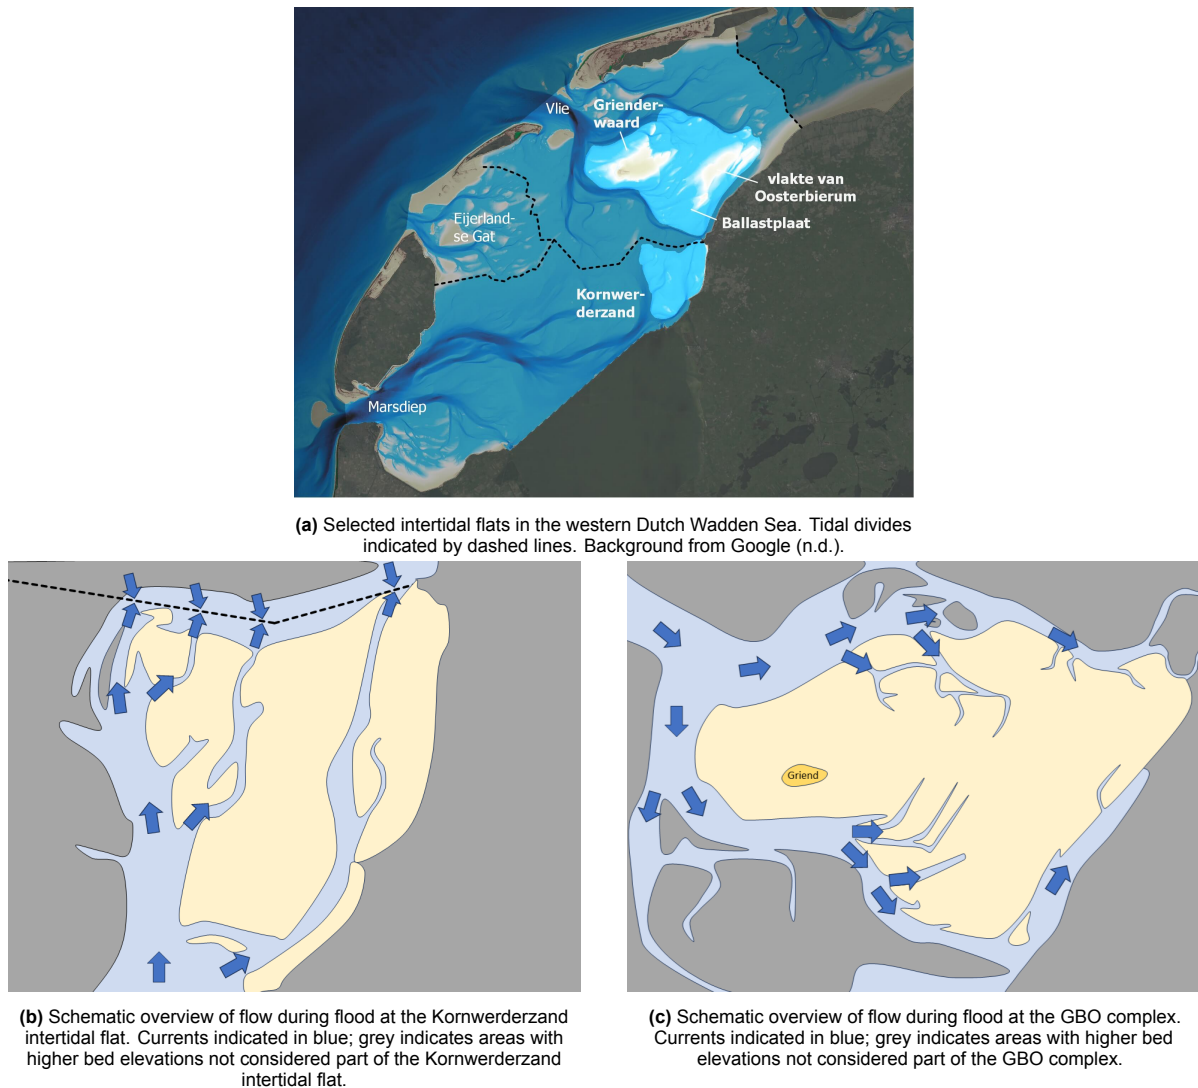 Vlie
Grienderwaard
vlakte van
Oosterbierum
Eijerland-
se Gat
Ballastplaat
Kornwer-
derzand
Marsdiep
(a) Selected intertidal flats in the western Dutch Wadden Sea. Tidal divides
indicated by dashed lines. Background from Google (n.d.).
Griend
(b) Schematic overview of flow during flood at the Kornwerderzand
intertidal flat. Currents indicated in blue; grey indicates areas with
higher bed elevations not considered part of the Kornwerderzand
intertidal flat.
(c) Schematic overview of flow during flood at the GBO complex.
Currents indicated in blue; grey indicates areas with higher bed
elevations not considered part of the GBO complex.